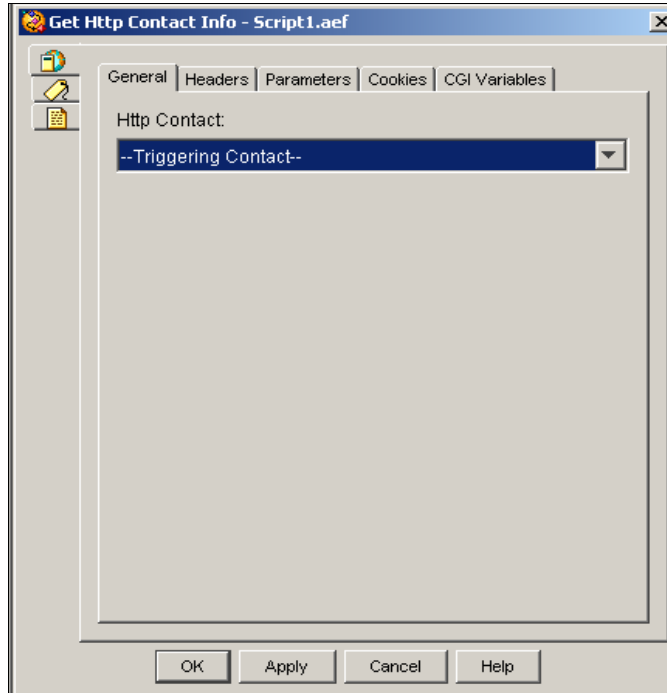 Get Http Contact Info - Script1.aef
General Headers Parameters Cookies CGI Variables
Http Contact:
--Triggering Contact--
OK Apply Cancel Help